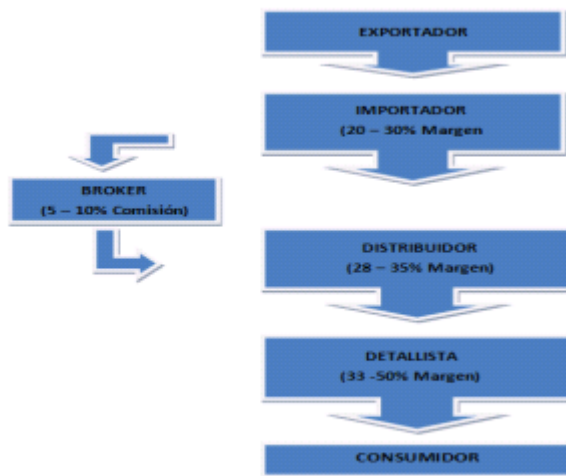 EXPORTADOR
IMPORTADOR
(20 – 30% Margen
BROKER
(5 – 10% Comisión)
DISTRIBUIDOR
(28 – 35% Margen)
DETALLISTA
(33 -50% Margen)
CONSUMIDOR